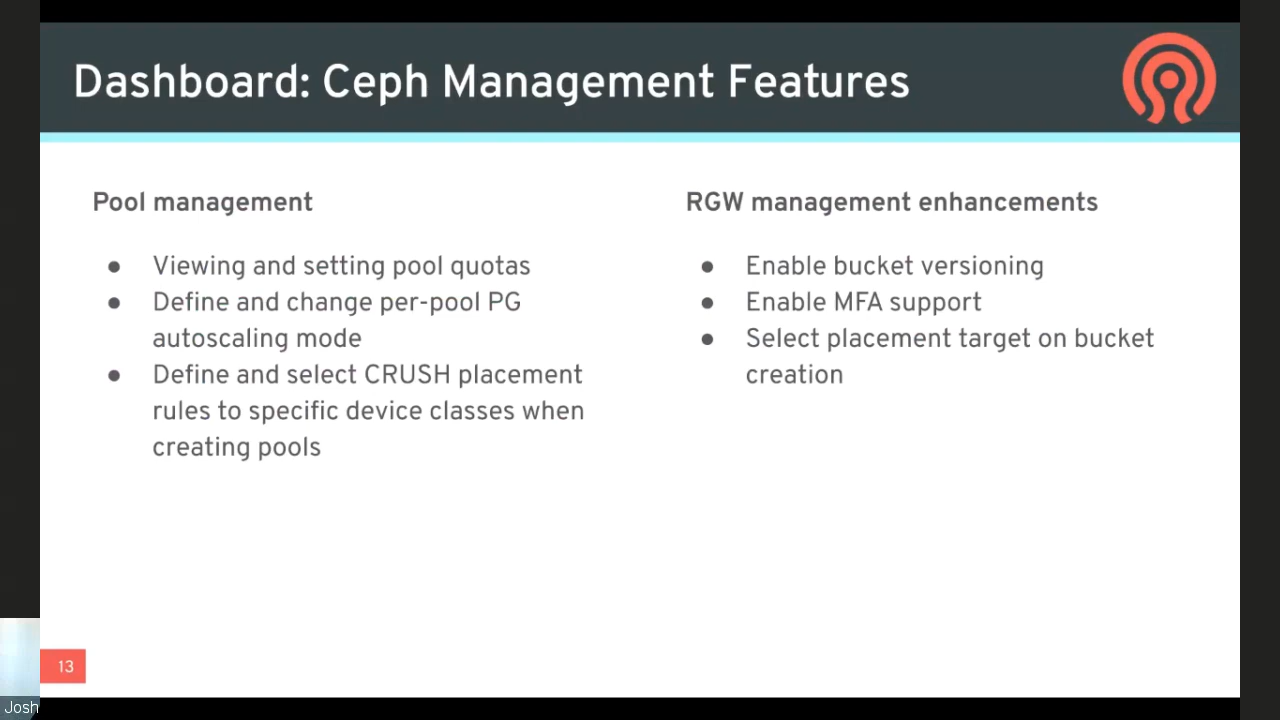 Dashboard: Ceph Management Features
Pool management
● Viewing and setting pool quotas
● Define and change per-pool PG
autoscaling mode
● Define and select CRUSH placement
rules to specific device classes when
creating pools
RGW management enhancements
● Enable bucket versioning
● Enable MFA support
● Select placement target on bucket
creation
13
Josh